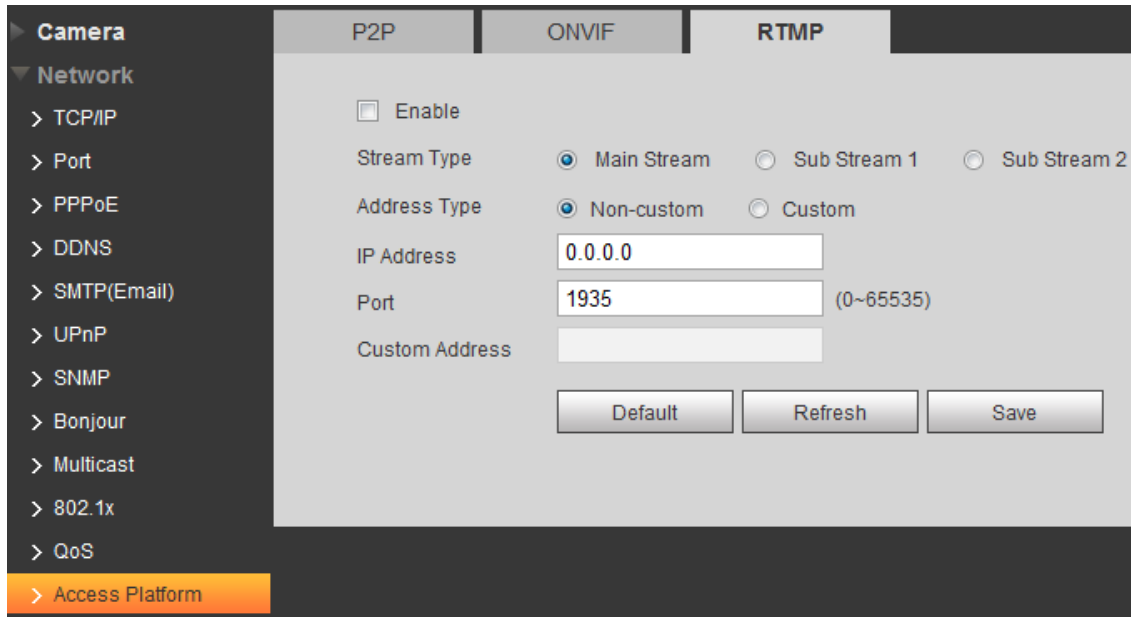 Camera
Network
TCP/IP
Port
PPPoE
DDNS
SMTP(Email)
UPnP
SNMP
Bonjour
Multicast
802.1x
QoS
Access Platform
P2P ONVIF RTMP
Enable
Stream Type Main Stream Sub Stream 1 Sub Stream 2
Address Type Non-custom Custom
IP Address 0.0.0.0
Port 1935 (0~65535)
Custom Address
Default Refresh Save